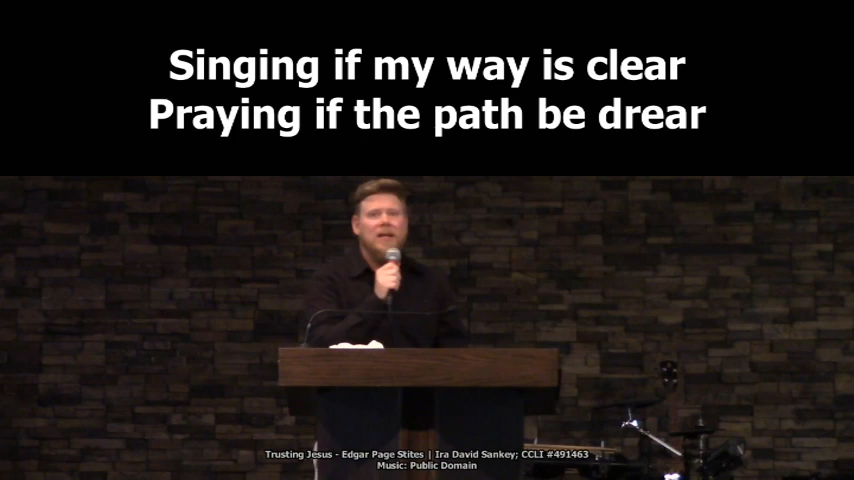 Singing if my way is clear
Praying if the path be drear
Trusting Jesus - Edgar Page Stites | Ira David Sankey; CCLI #491463
Music: Public Domain